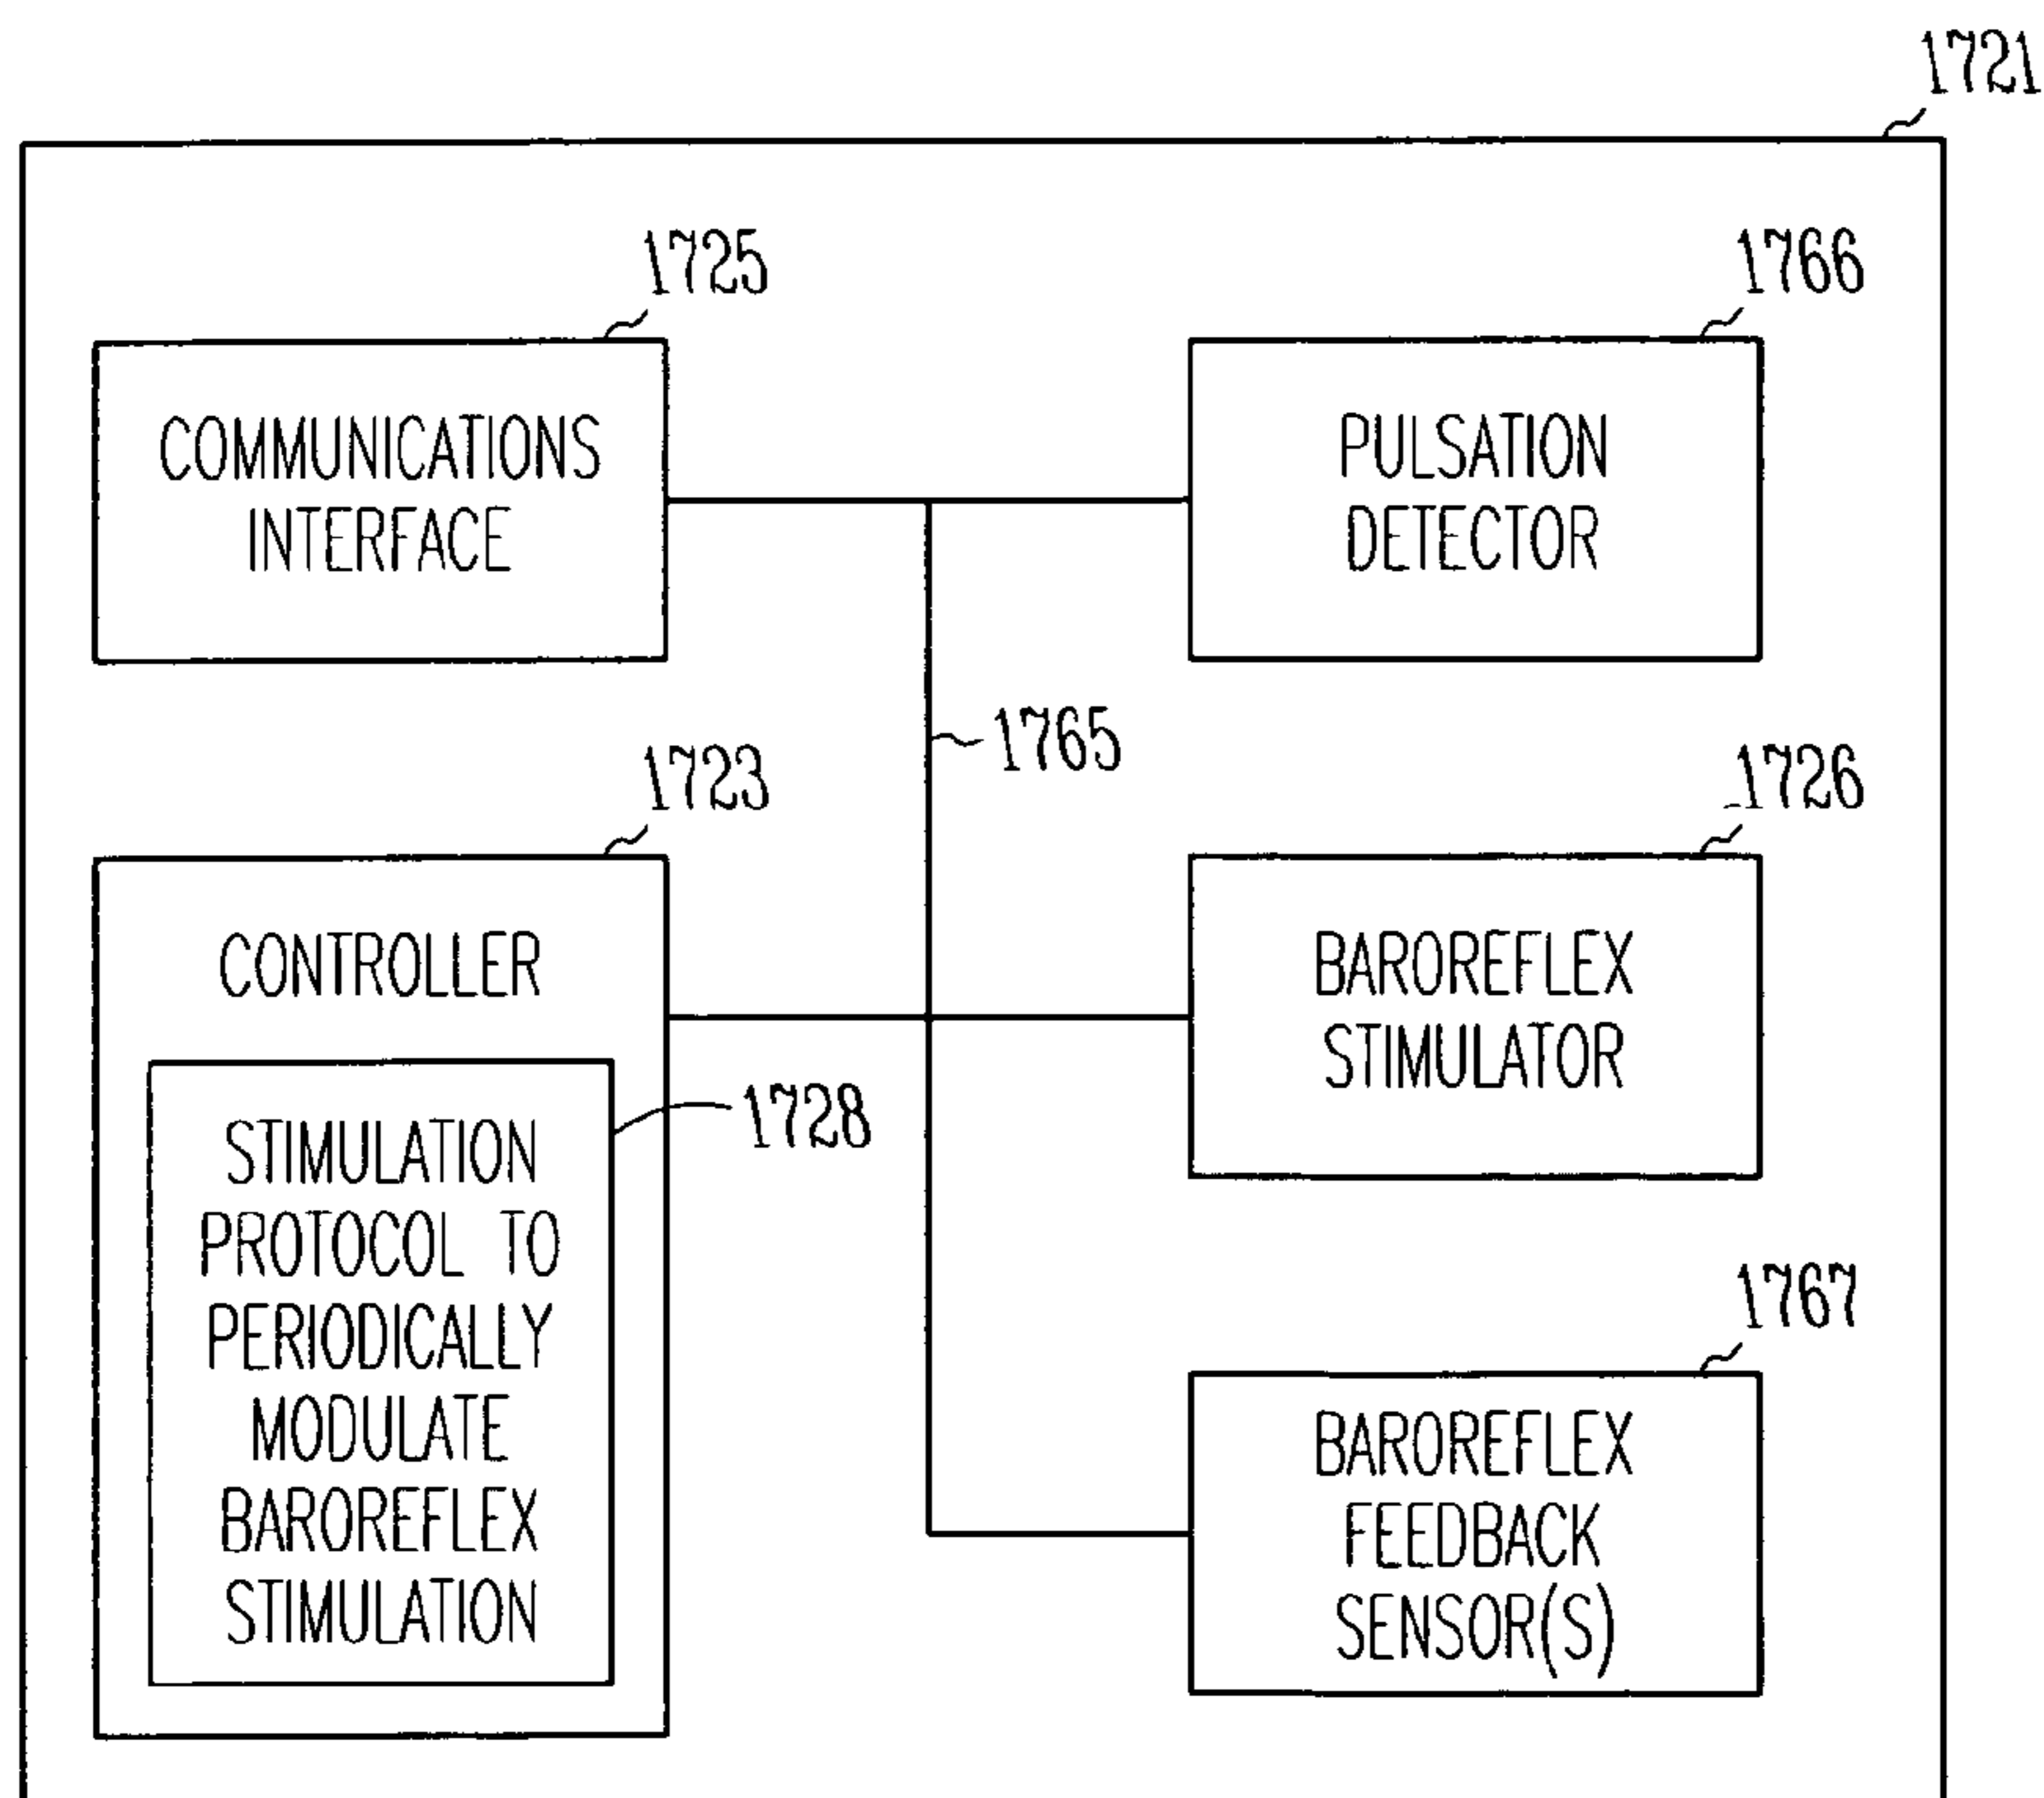 1721
1725
COMMUNICATIONS
INTERFACE
1766
PULSATION
DETECTOR
1765
1723
CONTROLLER
1728
STIMULATION
PROTOCOL TO
PERIODICALLY
MODULATE
BAROREFLEX
STIMULATION
1726
BAROREFLEX
STIMULATOR
1767
BAROREFLEX
FEEDBACK
SENSOR(S)